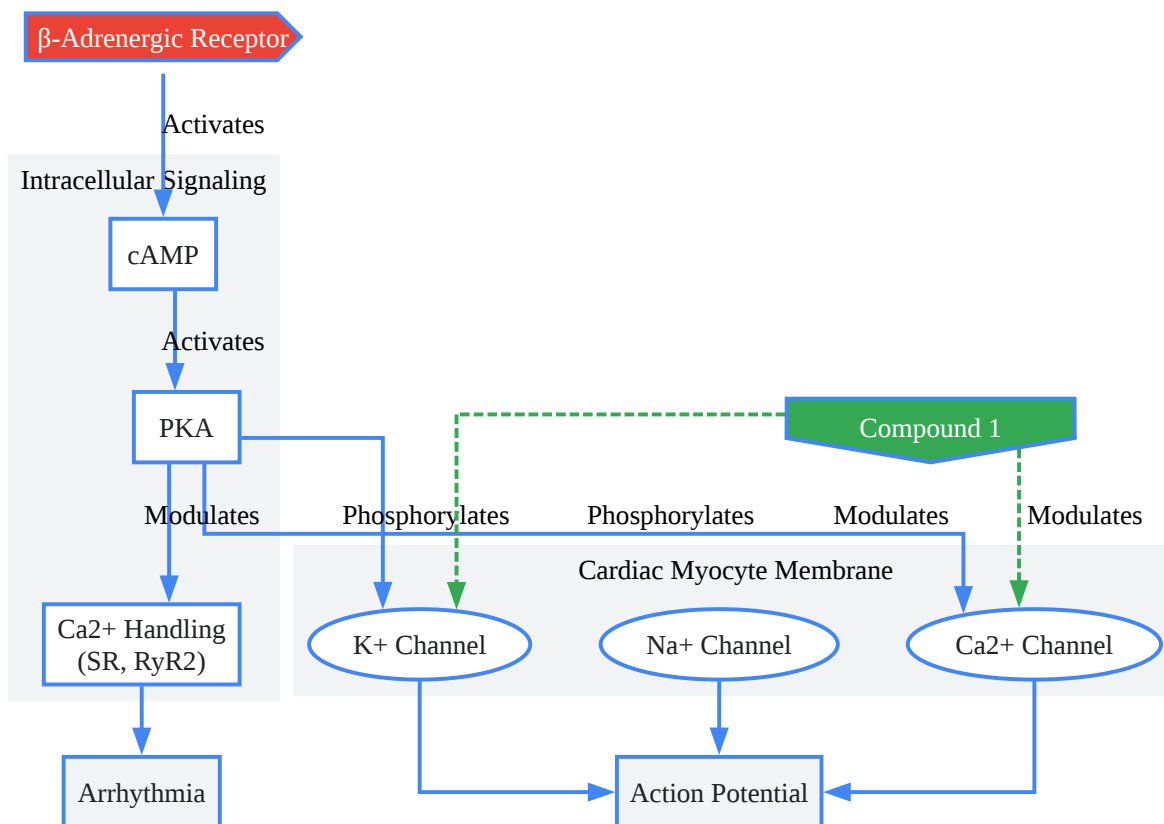 β-Adrenergic Receptor
Activates
Intracellular Signaling
cAMP
Activates
PKA
Compound 1
Modulates
Phosphorylates
Phosphorylates
Modulates
Modulates
Cardiac Myocyte Membrane
Ca2+ Handling
(SR, RyR2)
K+ Channel
Na+ Channel
Ca2+ Channel
Arrhythmia
Action Potential